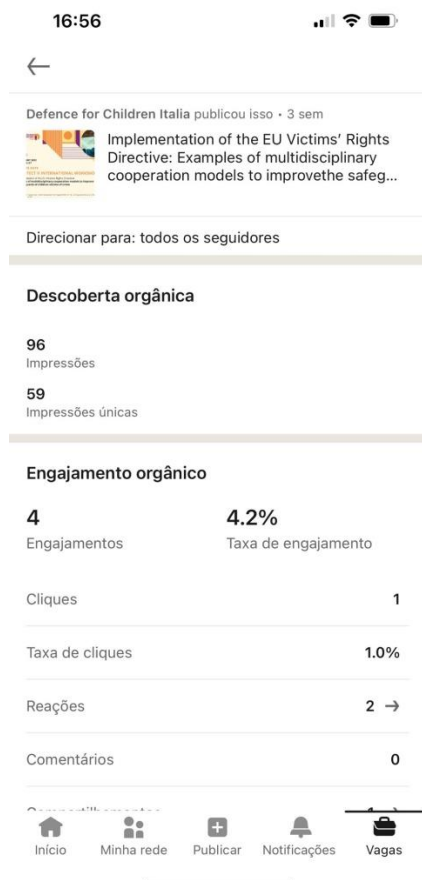 16:56
Defence for Children Italia publicou isso • 3 sem
Implementation of the EU Victims' Rights
Directive: Examples of multidisciplinary
cooperation models to improvethe safeg...
Direcionar para: todos os seguidores
Descoberta orgânica
96
Impressões
59
Impressões únicas
Engajamento orgânico
4 4.2%
Engajamentos Taxa de engajamento
Cliques 1
Taxa de cliques 1.0%
Reações 2 →
Comentários 0
Início Minha rede Publicar Notificações Vagas